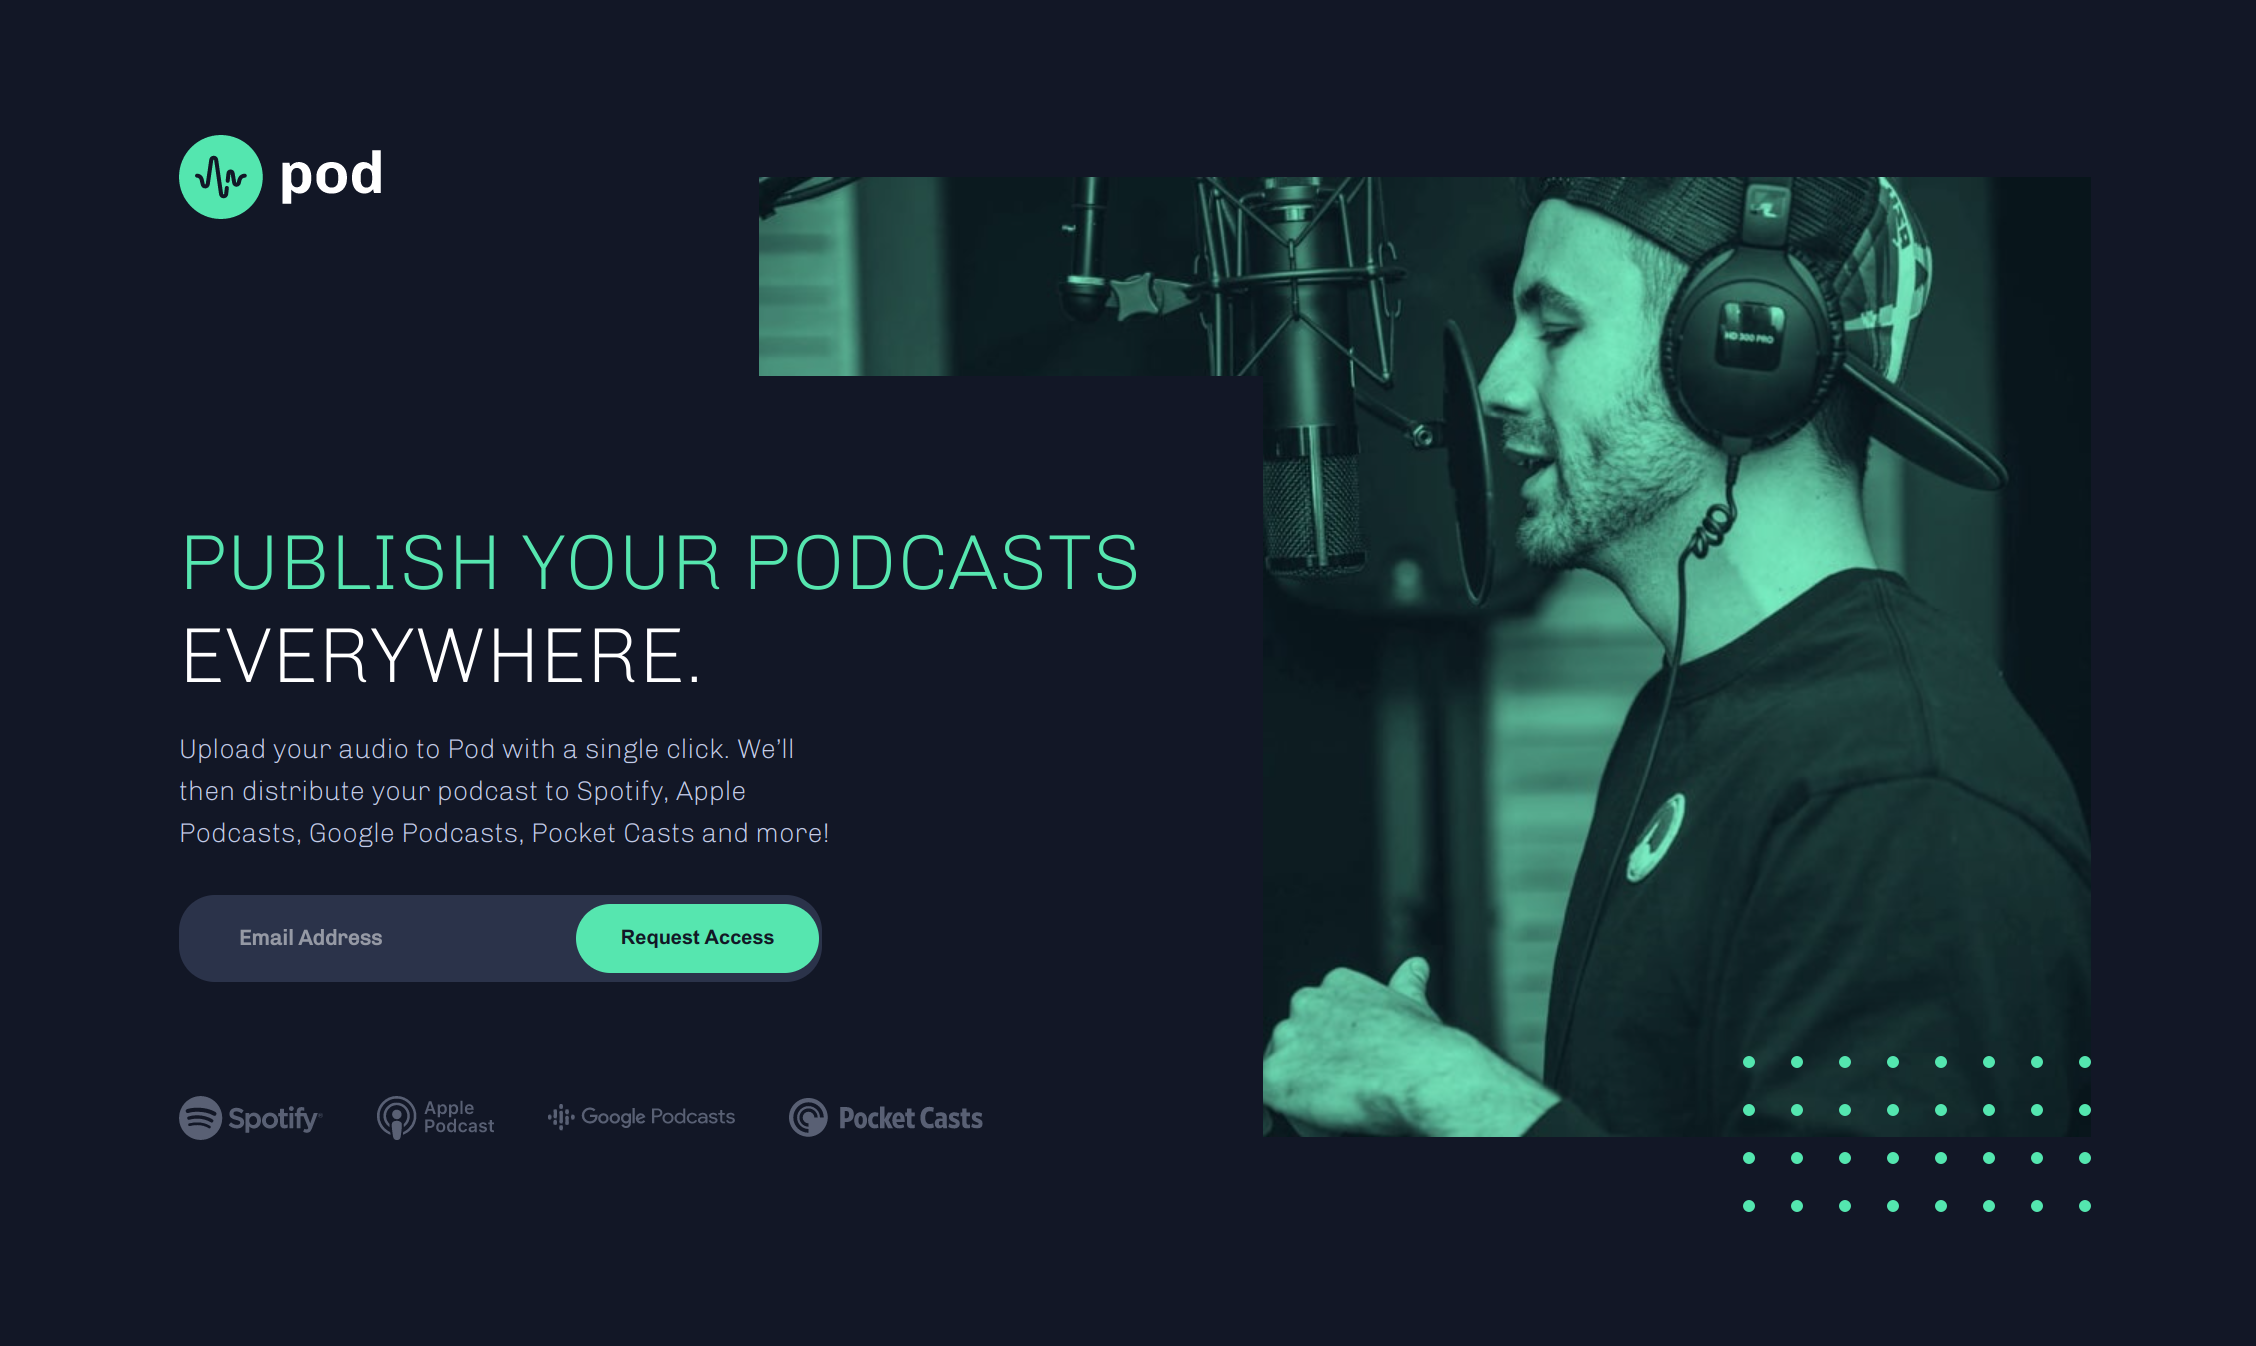 pod
HD 300 PRO
PUBLISH YOUR PODCASTS
EVERYWHERE.
Upload your audio to Pod with a single click. We’ll
then distribute your podcast to Spotify, Apple
Podcasts, Google Podcasts, Pocket Casts and more!
Email Address
Request Access
Spotify
Apple
Podcast
Google Podcasts
Pocket Casts